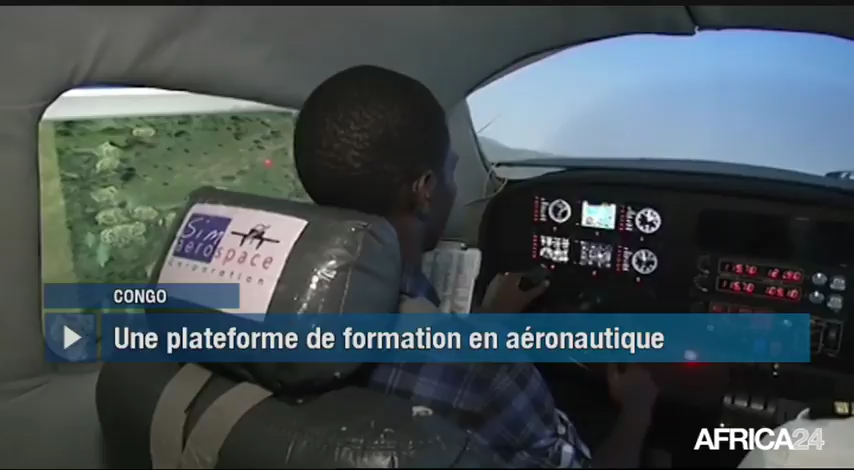 Sim
aerospace
Corporation
CONGO
Une plateforme de formation en aéronautique
AFRICA24